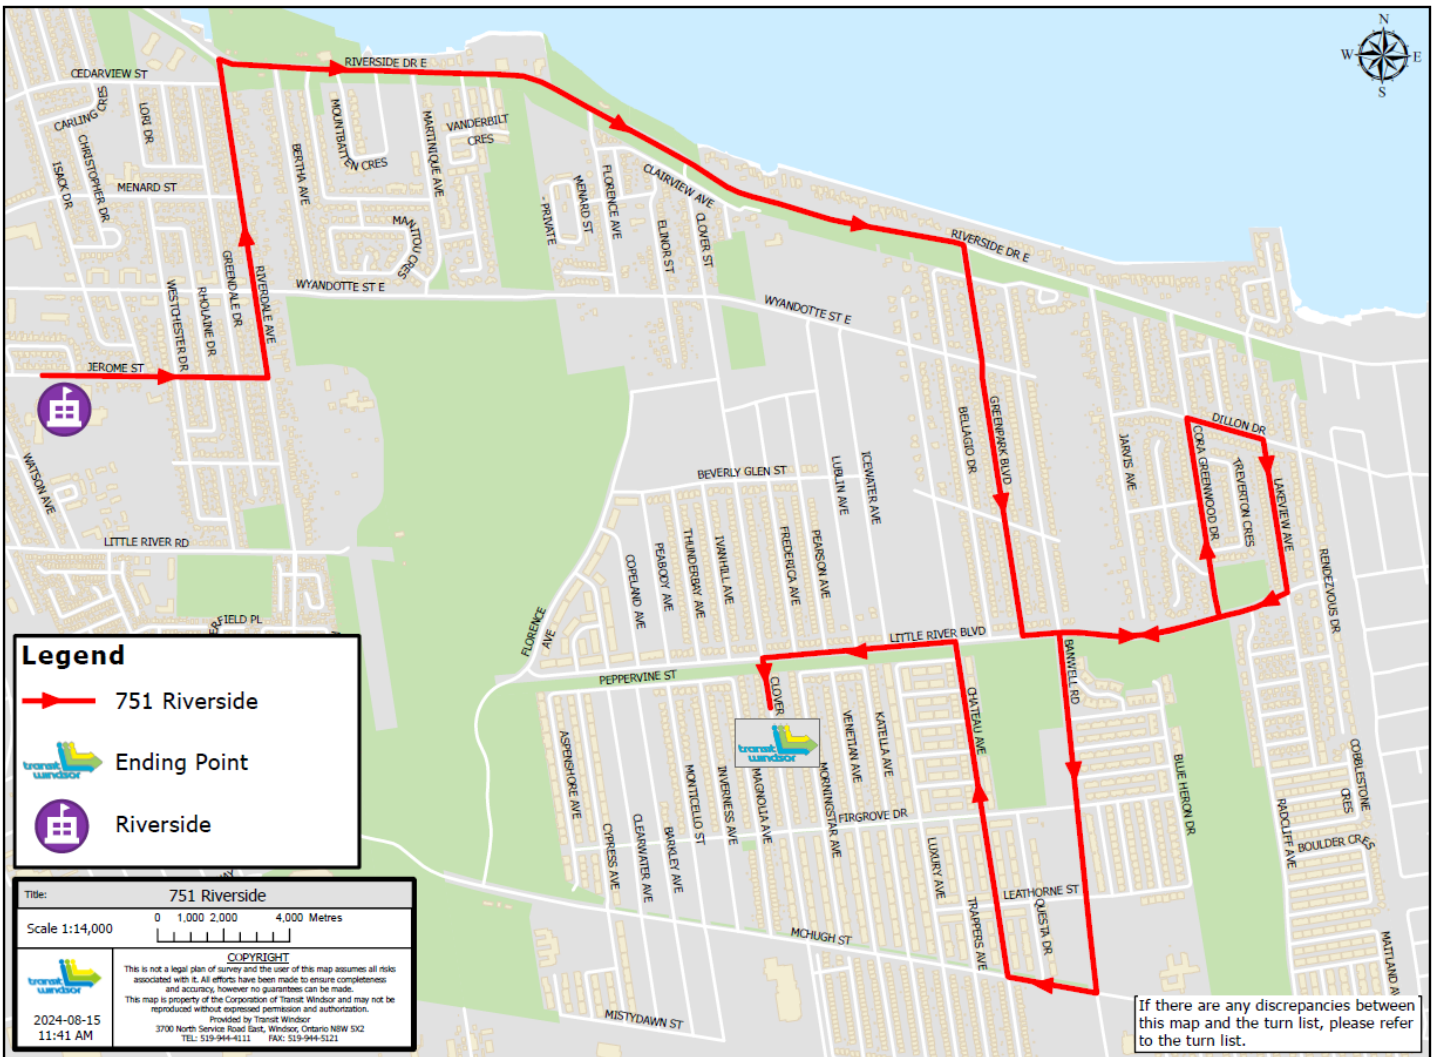 N
W E
S
RIVERSIDE DR E
CEDARVIEW ST
CARLING CRES
LORI DR
CHRISTOPHER DR
ISACK DR
MENARD ST
BERTHA AVE
MOUNTBATTEN CRES
MARTINIQUE AVE
VANDERBILT
CRES
MANITOU CRES
PRIVATE
MENARD ST
FLORENCE AVE
CLAIRVIEW AVE
ELINOR ST
CLOVER ST
RIVERSIDE DR E
WYANDOTTE ST E
WYANDOTTE ST E
WESTCHESTER DR
RHOLAINE DR
GREENDALE DR
RIVERDALE AVE
JEROME ST
WATSON AVE
LITTLE RIVER RD
FIELD PL
BELLAGIO DR
GREENPARK BLVD
JARVIS AVE
CORA GREENWOOD DR
TREVERTON CRES
DILLON DR
LAKEVIEW AVE
RENDEZVOUS DR
BEVERLY GLEN ST
LUBLIN AVE
ICEWATER AVE
COPELAND AVE
PEABODY AVE
THUNDERBAY AVE
IVANHILL AVE
FREDERICA AVE
PEARSON AVE
FLORENCE
AVE
LITTLE RIVER BLVD
PEPPERVINE ST
CLOVER
BANWELL RD
CHATEAU AVE
KATELLA AVE
VENETIAN AVE
MORNINGSTAR AVE
MAGNOLIA AVE
INVERNESS AVE
MONTICELLO ST
BARKLEY AVE
CLEARWATER AVE
CYPRESS AVE
ASPENSHORE AVE
FIRGROVE DR
LUXURY AVE
TRAPPERS AVE
QUESTA DR
LEATHORNE ST
BLUE HERON DR
RADCLIFF AVE
COBBLESTONE
CRES
BOULDER CRES
MAITLAND A
MCHUGH ST
MISTYDAWN ST
transit
windsor
Legend
751 Riverside
transit
windsor
Ending Point
Riverside
Title: 751 Riverside
Scale 1:14,000
0 1,000 2,000 4,000 Metres
transit
windsor
2024-08-15
11:41 AM
COPYRIGHT
This is not a legal plan of survey and the user of this map assumes all risks
associated with it. All efforts have been made to ensure completeness
and accuracy, however no guarantees can be made.
This map is property of the Corporation of Transit Windsor and may not be
reproduced without expressed permission and authorization.
Provided by Transit Windsor
3700 North Service Road East, Windsor, Ontario N8W 5X2
TEL: 519-944-4111 FAX: 519-944-5121
If there are any discrepancies between
this map and the turn list, please refer
to the turn list.